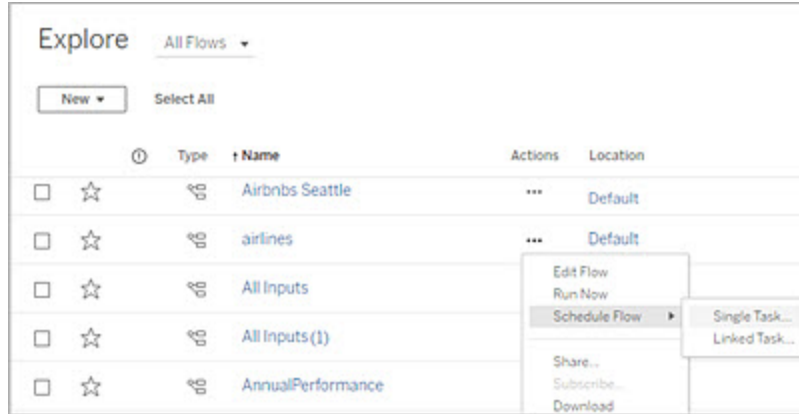 Explore All Flows
New Select All
Type Name Actions Location
Airbnbs Seattle Default
airlines Default
Edit Flow
All Inputs
Run Now
Schedule Flow Single Task...
All Inputs (1) Linked Task...
Share...
Subscribe...
AnnualPerformance
Download